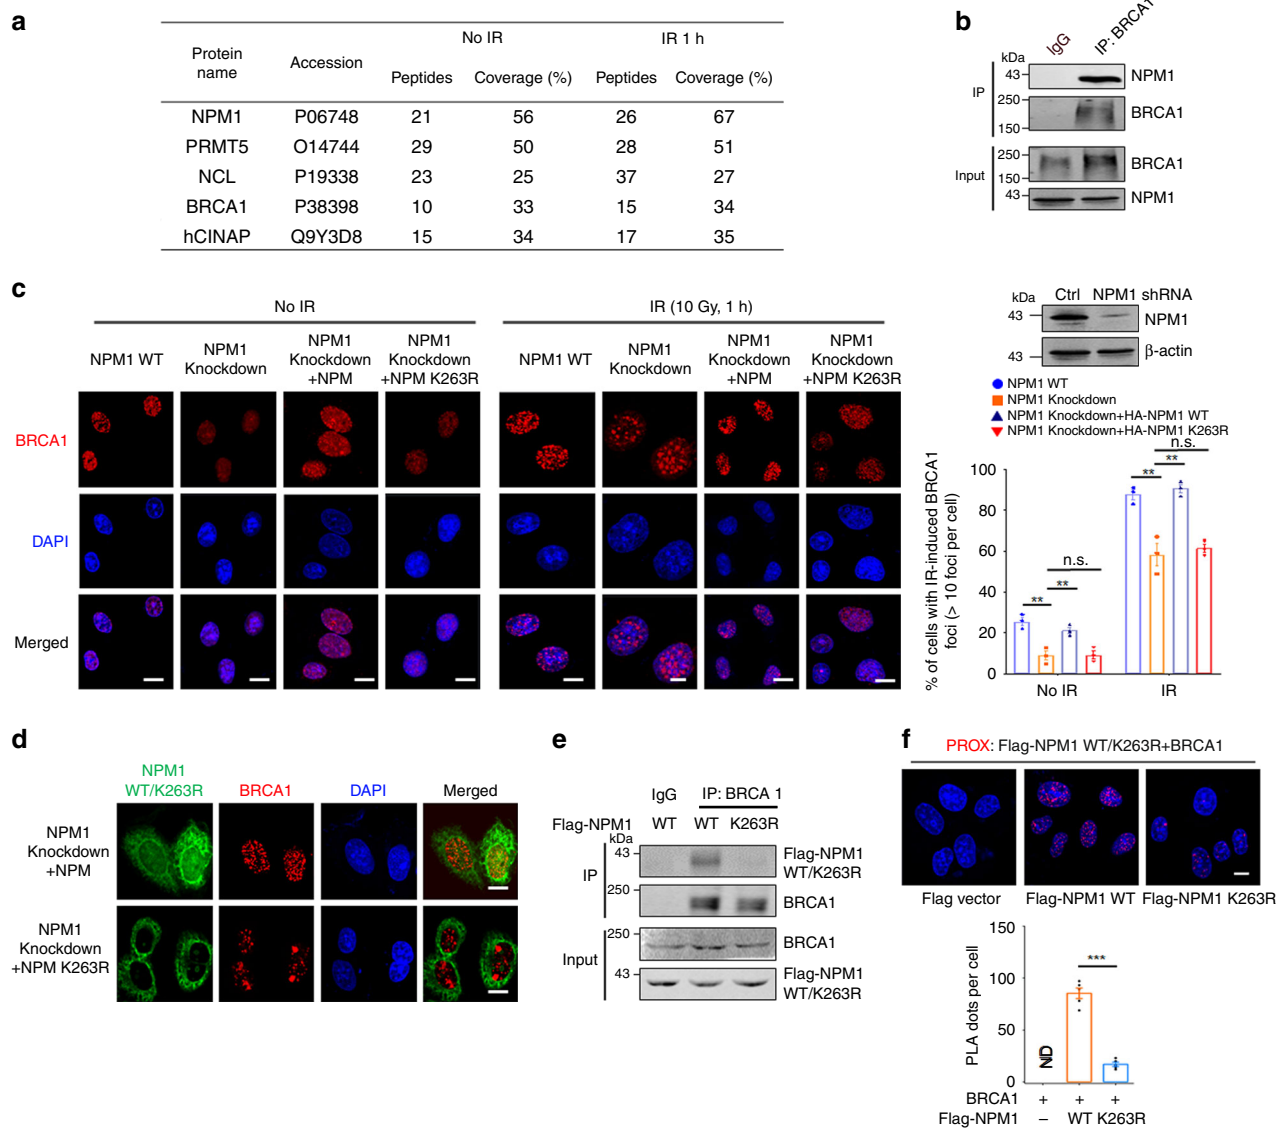 a
Protein name Accession No IR IR 1 h
Peptides Coverage (%) Peptides Coverage (%)
NPM1 P06748 21 56 26 67
PRMT5 O14744 29 50 28 51
NCL P19338 23 25 37 27
BRCA1 P38398 10 33 15 34
hCINAP Q9Y3D8 15 34 17 35
b
IgG IP: BRCA1
kDa
IP
43 NPM1
250
BRCA1
150
Input
250
BRCA1
150
43 NPM1
c
No IR
IR (10 Gy, 1 h)
NPM1 WT
NPM1 Knockdown
NPM1 Knockdown +NPM
NPM1 Knockdown +NPM K263R
NPM1 WT
NPM1 Knockdown
NPM1 Knockdown +NPM
NPM1 Knockdown +NPM K263R
BRCA1
DAPI
Merged
kDa Ctrl NPM1 shRNA
43 NPM1
43 β-actin
NPM1 WT
NPM1 Knockdown
NPM1 Knockdown+HA-NPM1 WT
NPM1 Knockdown+HA-NPM1 K263R
% of cells with IR-induced BRCA1
foci (> 10 foci per cell)
100
80
60
40
20
0
** ** n.s.
** ** n.s.
No IR IR
d
NPM1 WT/K263R
BRCA1
DAPI
Merged
NPM1
Knockdown
+NPM
NPM1
Knockdown
+NPM K263R
e
IgG IP: BRCA 1
Flag-NPM1 WT WT K263R
kDa
IP
43 Flag-NPM1
WT/K263R
250
BRCA1
Input
250
BRCA1
43 Flag-NPM1
WT/K263R
f
PROX: Flag-NPM1 WT/K263R+BRCA1
Flag vector Flag-NPM1 WT Flag-NPM1 K263R
PLA dots per cell
150
100
50
0
ND
***
BRCA1 + + +
Flag-NPM1 – WT K263R